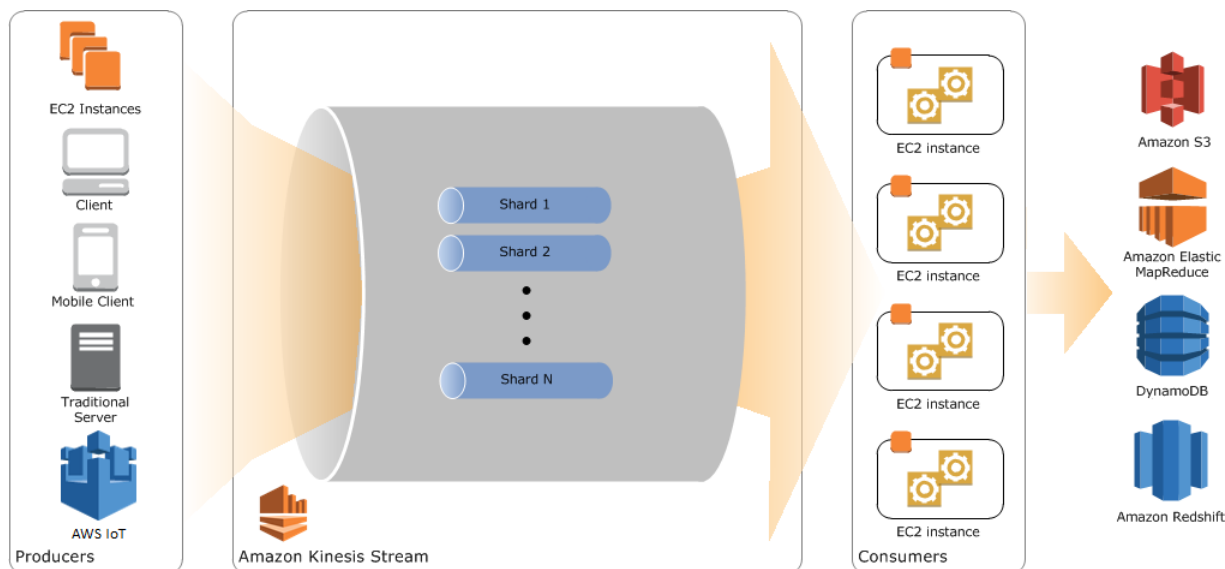 EC2 Instances
Client
Mobile Client
Traditional
Server
AWS IoT
Producers
Shard 1
Shard 2
Shard N
Amazon Kinesis Stream
EC2 instance
EC2 instance
EC2 instance
EC2 instance
Consumers
Amazon S3
Amazon Elastic
MapReduce
DynamoDB
Amazon Redshift